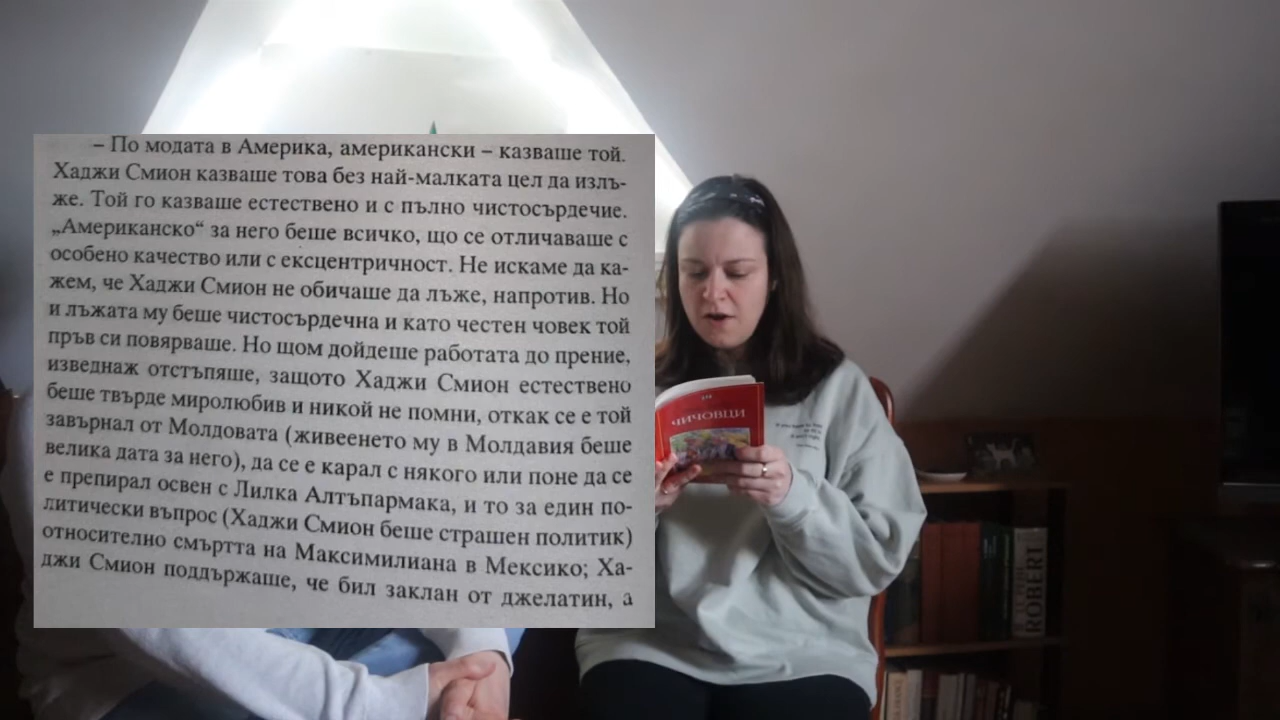 – По модата в Америка, американски – казваше той.
Хаджи Смион казваше това без най-малката цел да излъ-
же. Той го казваше естествено и с пълно чистосърдечие.
„Американско“ за него беше всичко, що се отличаваше с
особено качество или с ексцентричност. Не искаме да ка-
жем, че Хаджи Смион не обичаше да лъже, напротив. Но
и лъжата му беше чистосърдечна и като честен човек той
пръв си повярваше. Но щом дойдеше работата до прение,
изведнаж отстъпяше, защото Хаджи Смион естествено
беше твърде миролюбив и никой не помни, откак се е той
завърнал от Молдовата (живеенето му в Молдавия беше
велика дата за него), да се е карал с някого или поне да се
е препирал освен с Лилка Алтъпармака, и то за един по-
литически въпрос (Хаджи Смион беше страшен политик)
относително смъртта на Максимилиана в Мексико; Ха-
джи Смион поддържаше, че бил заклан от джелатин, а
ЧИЧОВЦИ
ROBERT